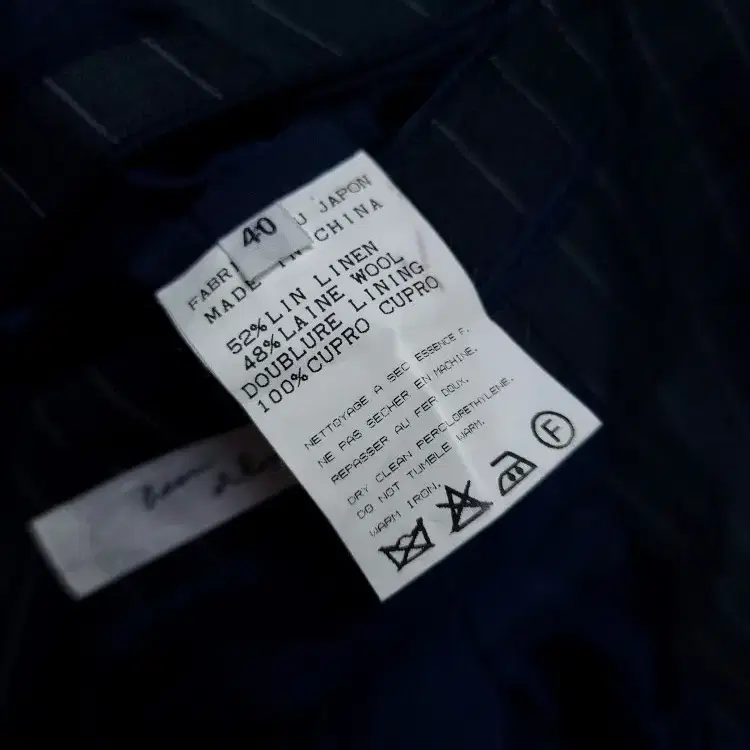 40
FABR U JAPON
MADE IN CHINA
52%LIN LINEN
48%LAINE WOOL
DOUBLURE LINING
100%CUPRO CUPRO
NETTOYAGE A SEC ESSENCE F.
NE PAS SECHER EN MACHINE.
REPASSER AU FER DOUX.
DRY CLEAN PERCLORETHYLENE.
DO NOT TUMBLE WARM.
WARM IRON.
F